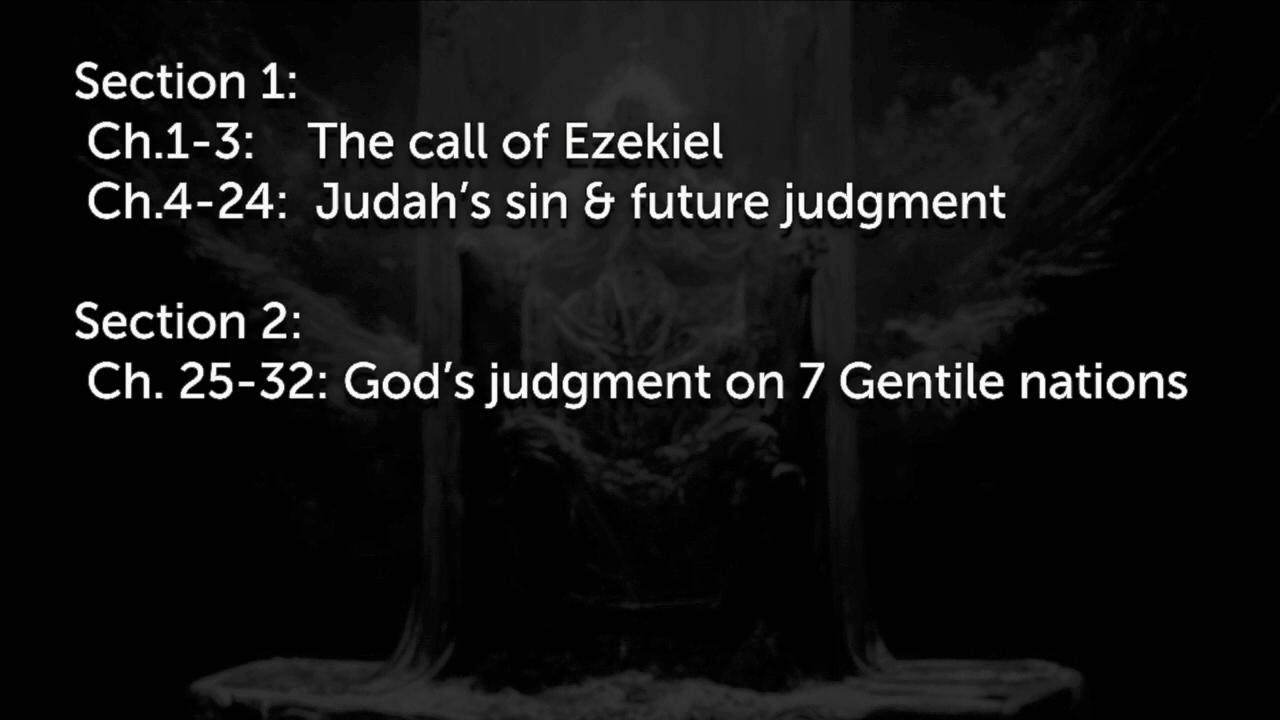 Section 1:
Ch.1-3: The call of Ezekiel
Ch.4-24: Judah’s sin & future judgment
Section 2:
Ch. 25-32: God’s judgment on 7 Gentile nations